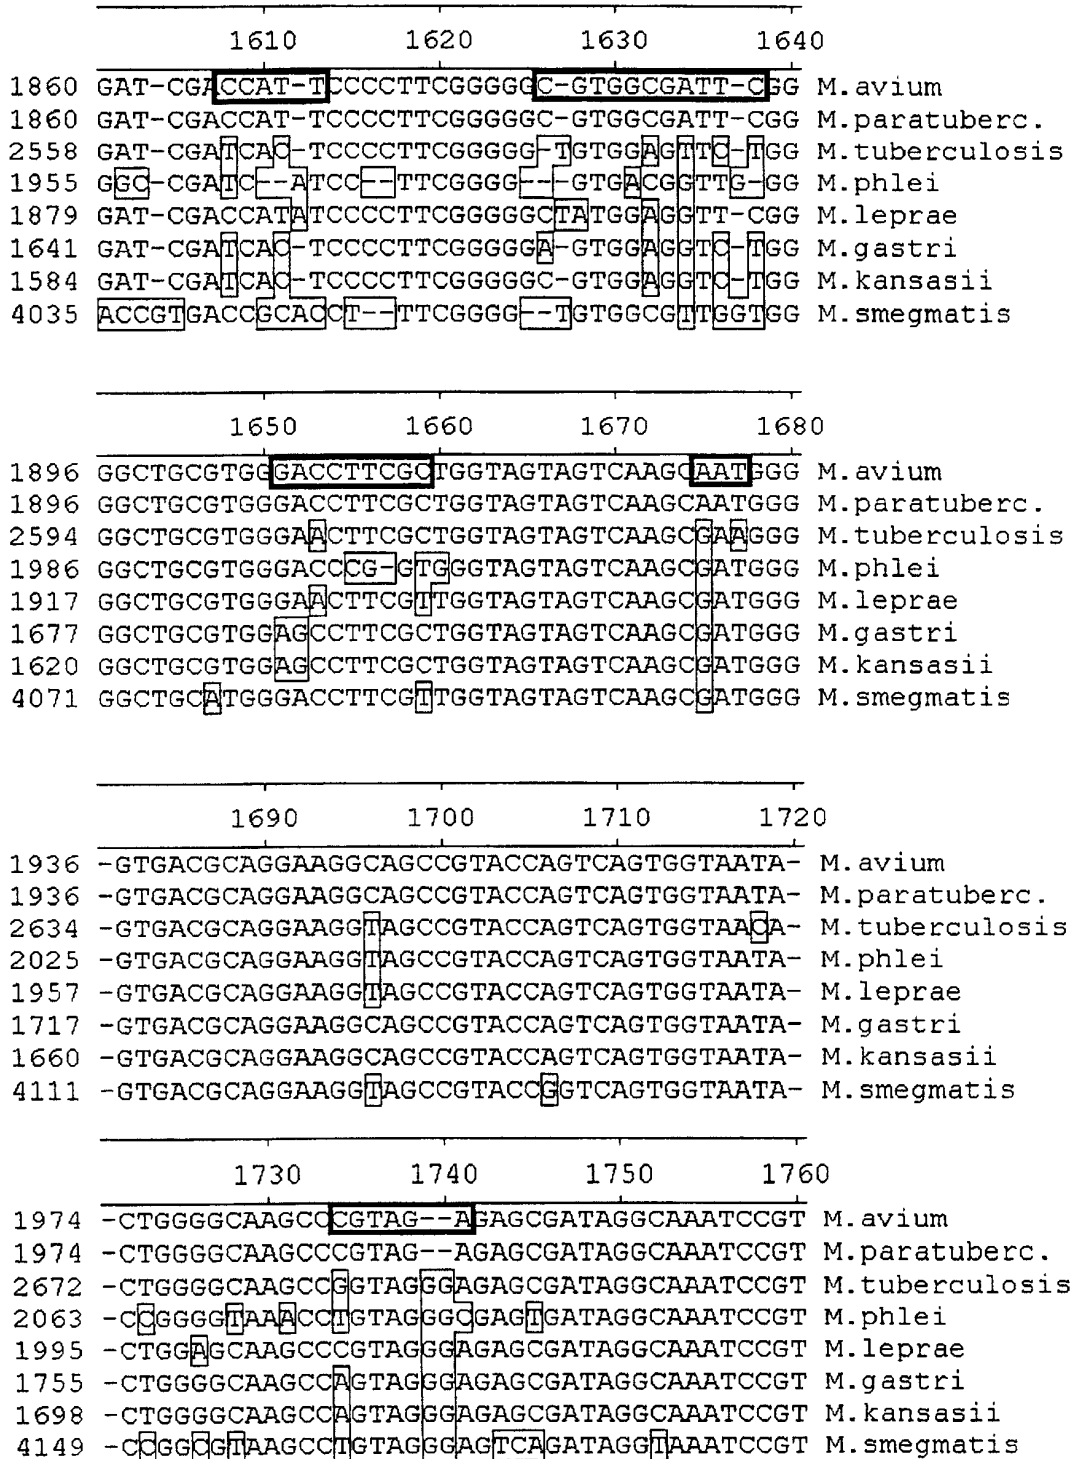 1610 1620 1630 1640
1860 GAT-CGACCAT-TCCCCTTCGGGGGC-GTGGCGATT-CGG M.avium
1860 GAT-CGACCAT-TCCCCTTCGGGGGC-GTGGCGATT-CGG M.paratuberc.
2558 GAT-CGATCAC-TCCCCTTCGGGGG-TGTGGAGTTC-TGG M.tuberculosis
1955 GGC-CGATC--ATCC--TTCGGGG---GTGACGGTTG-GG M.phlei
1879 GAT-CGACCATATCCCCTTCGGGGGCTATGGAGGTT-CGG M.leprae
1641 GAT-CGATCAC-TCCCCTTCGGGGGA-GTGGAGGTC-TGG M.gastri
1584 GAT-CGATCAC-TCCCCTTCGGGGGC-GTGGAGGTC-TGG M.kansasii
4035 ACCGTGACCGCACCT--TTCGGGG--TGTGGCGTTGGTGG M.smegmatis
1650 1660 1670 1680
1896 GGCTGCGTGGGACCTTCGCTGGTAGTAGTCAAGCAATGGG M.avium
1896 GGCTGCGTGGGACCTTCGCTGGTAGTAGTCAAGCAATGGG M.paratuberc.
2594 GGCTGCGTGGGAACTTCGCTGGTAGTAGTCAAGCGAAGGG M.tuberculosis
1986 GGCTGCGTGGGACCCG-GTGGGTAGTAGTCAAGCGATGGG M.phlei
1917 GGCTGCGTGGGAACTTCGTTGGTAGTAGTCAAGCGATGGG M.leprae
1677 GGCTGCGTGGAGCCTTCGCTGGTAGTAGTCAAGCGATGGG M.gastri
1620 GGCTGCGTGGAGCCTTCGCTGGTAGTAGTCAAGCGATGGG M.kansasii
4071 GGCTGCATGGGACCTTCGTTGGTAGTAGTCAAGCGATGGG M.smegmatis
1690 1700 1710 1720
1936 -GTGACGCAGGAAGGCAGCCGTACCAGTCAGTGGTAATA- M.avium
1936 -GTGACGCAGGAAGGCAGCCGTACCAGTCAGTGGTAATA- M.paratuberc.
2634 -GTGACGCAGGAAGGTAGCCGTACCAGTCAGTGGTAACA- M.tuberculosis
2025 -GTGACGCAGGAAGGTAGCCGTACCAGTCAGTGGTAATA- M.phlei
1957 -GTGACGCAGGAAGGTAGCCGTACCAGTCAGTGGTAATA- M.leprae
1717 -GTGACGCAGGAAGGCAGCCGTACCAGTCAGTGGTAATA- M.gastri
1660 -GTGACGCAGGAAGGCAGCCGTACCAGTCAGTGGTAATA- M.kansasii
4111 -GTGACGCAGGAAGGTAGCCGTACCGGTCAGTGGTAATA- M.smegmatis
1730 1740 1750 1760
1974 -CTGGGGCAAGCCCGTAG--AGAGCGATAGGCAAATCCGT M.avium
1974 -CTGGGGCAAGCCCGTAG--AGAGCGATAGGCAAATCCGT M.paratuberc.
2672 -CTGGGGCAAGCCGGTAGGGAGAGCGATAGGCAAATCCGT M.tuberculosis
2063 -CCGGGGTAAACCTGTAGGGCGAGTGATAGGCAAATCCGT M.phlei
1995 -CTGGAGCAAGCCCGTAGGGAGAGCGATAGGCAAATCCGT M.leprae
1755 -CTGGGGCAAGCCAGTAGGGAGAGCGATAGGCAAATCCGT M.gastri
1698 -CTGGGGCAAGCCAGTAGGGAGAGCGATAGGCAAATCCGT M.kansasii
4149 -CCGGCGTAAGCCTGTAGGGAGTCAGATAGGTAAATCCGT M.smegmatis